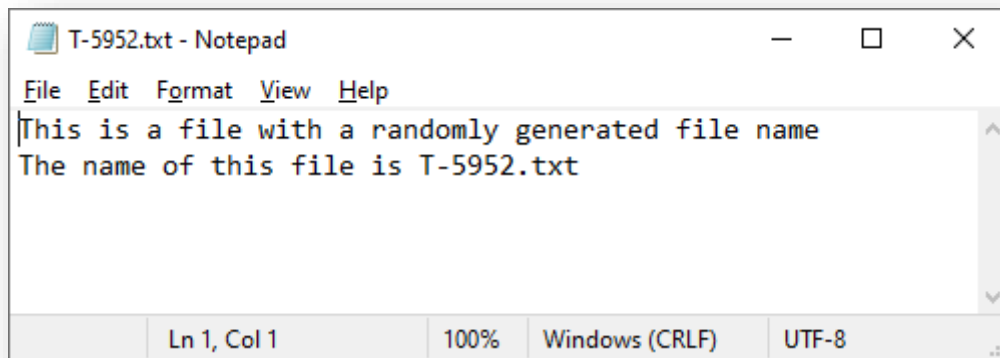 T-5952.txt - Notepad
File Edit Format View Help
This is a file with a randomly generated file name
The name of this file is T-5952.txt
Ln 1, Col 1 100% Windows (CRLF) UTF-8